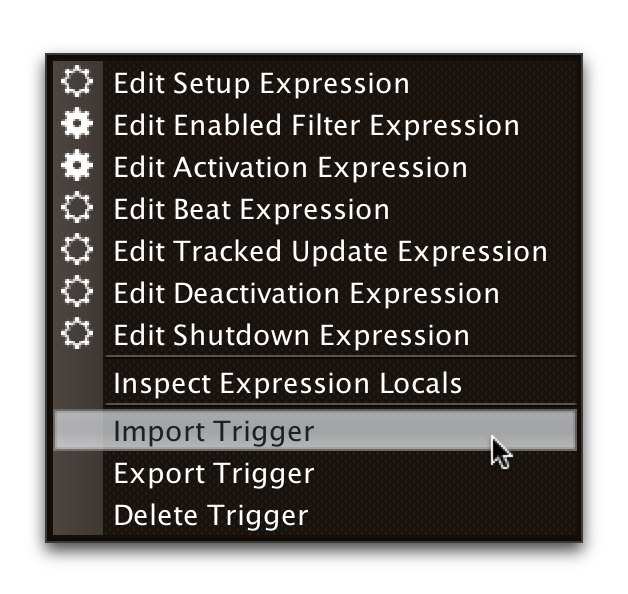 Edit Setup Expression
Edit Enabled Filter Expression
Edit Activation Expression
Edit Beat Expression
Edit Tracked Update Expression
Edit Deactivation Expression
Edit Shutdown Expression
Inspect Expression Locals
Import Trigger
Export Trigger
Delete Trigger